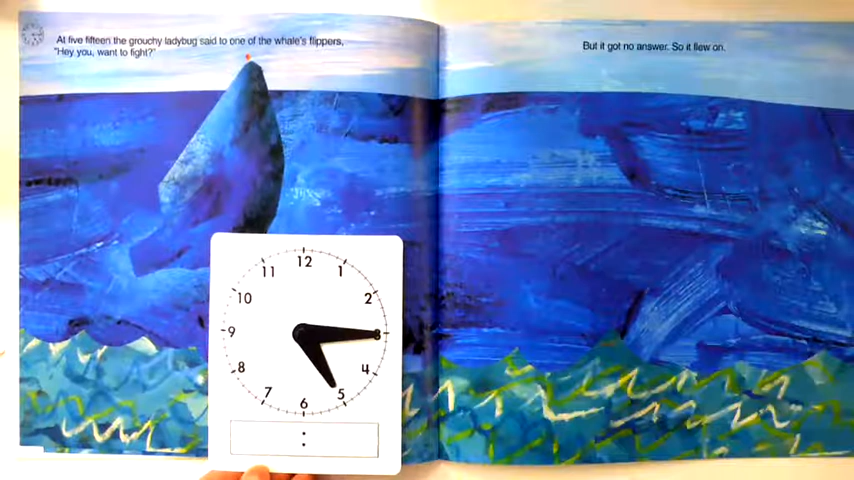 At five fifteen the grouchy ladybug said to one of the whale's flippers,
"Hey you, want to fight?"
But it got no answer. So it flew on.
12
11 1
10 2
9 3
8 4
7 5
6
: